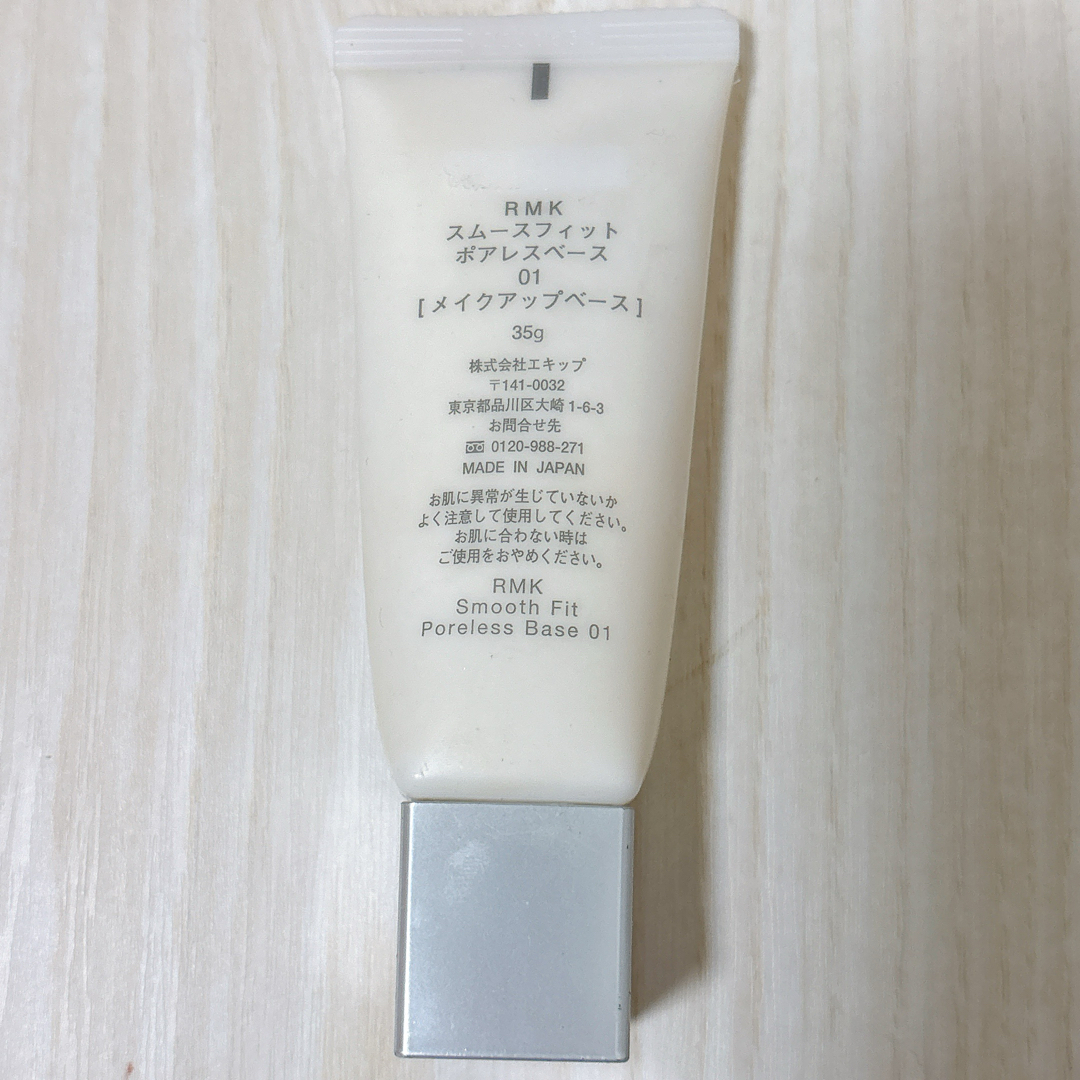 RMK
スムースフィット
ポアレスベース
01
[メイクアップベース]
35g
株式会社エキップ
〒141-0032
東京都品川区大崎1-6-3
お問合せ先
0120-988-271
MADE IN JAPAN
お肌に異常が生じていないか
よく注意して使用してください。
お肌に合わない時は
ご使用をおやめください。
RMK
Smooth Fit
Poreless Base 01